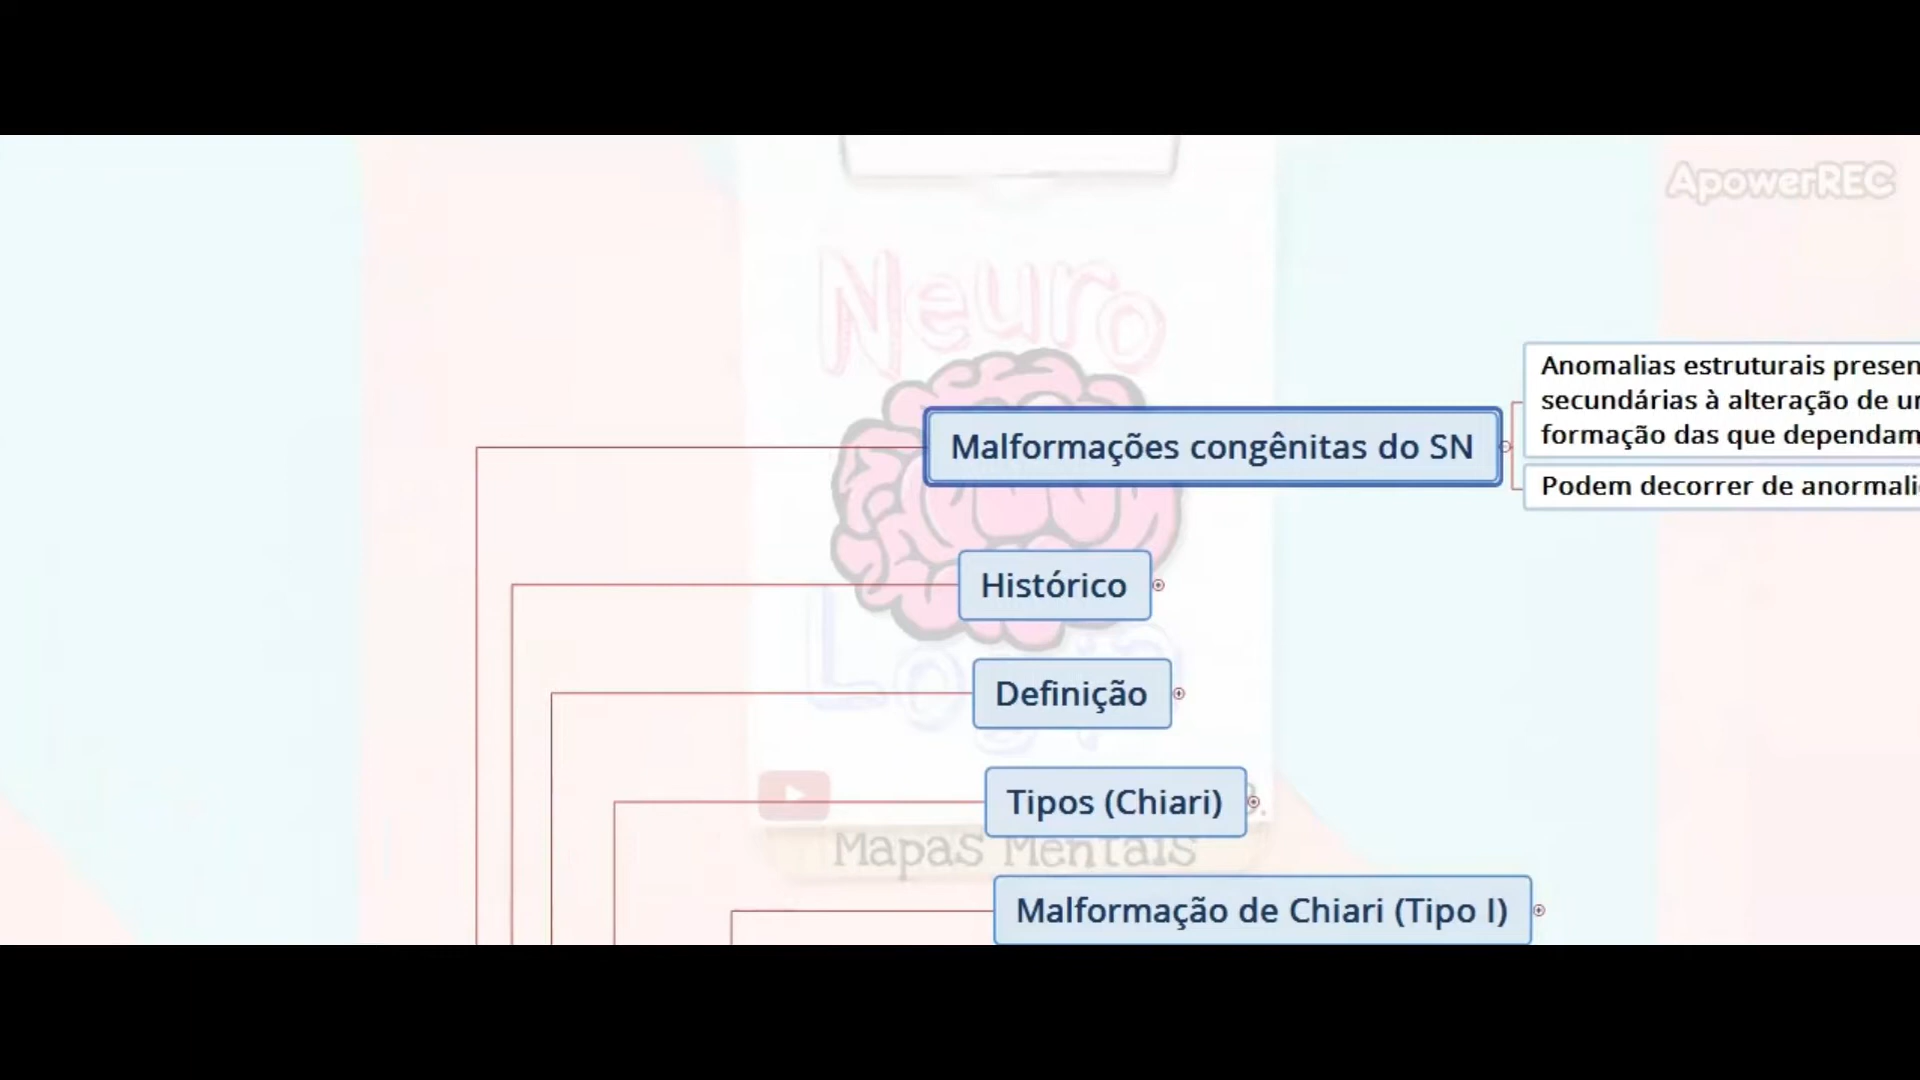 ApowerREC
Neuro
Anomalias estruturais presen
secundárias à alteração de u
formação das que dependam
Malformações congênitas do SN
Podem decorrer de anormali
Histórico
Definição
Tipos (Chiari)
Mapas Mentais
Malformação de Chiari (Tipo I)